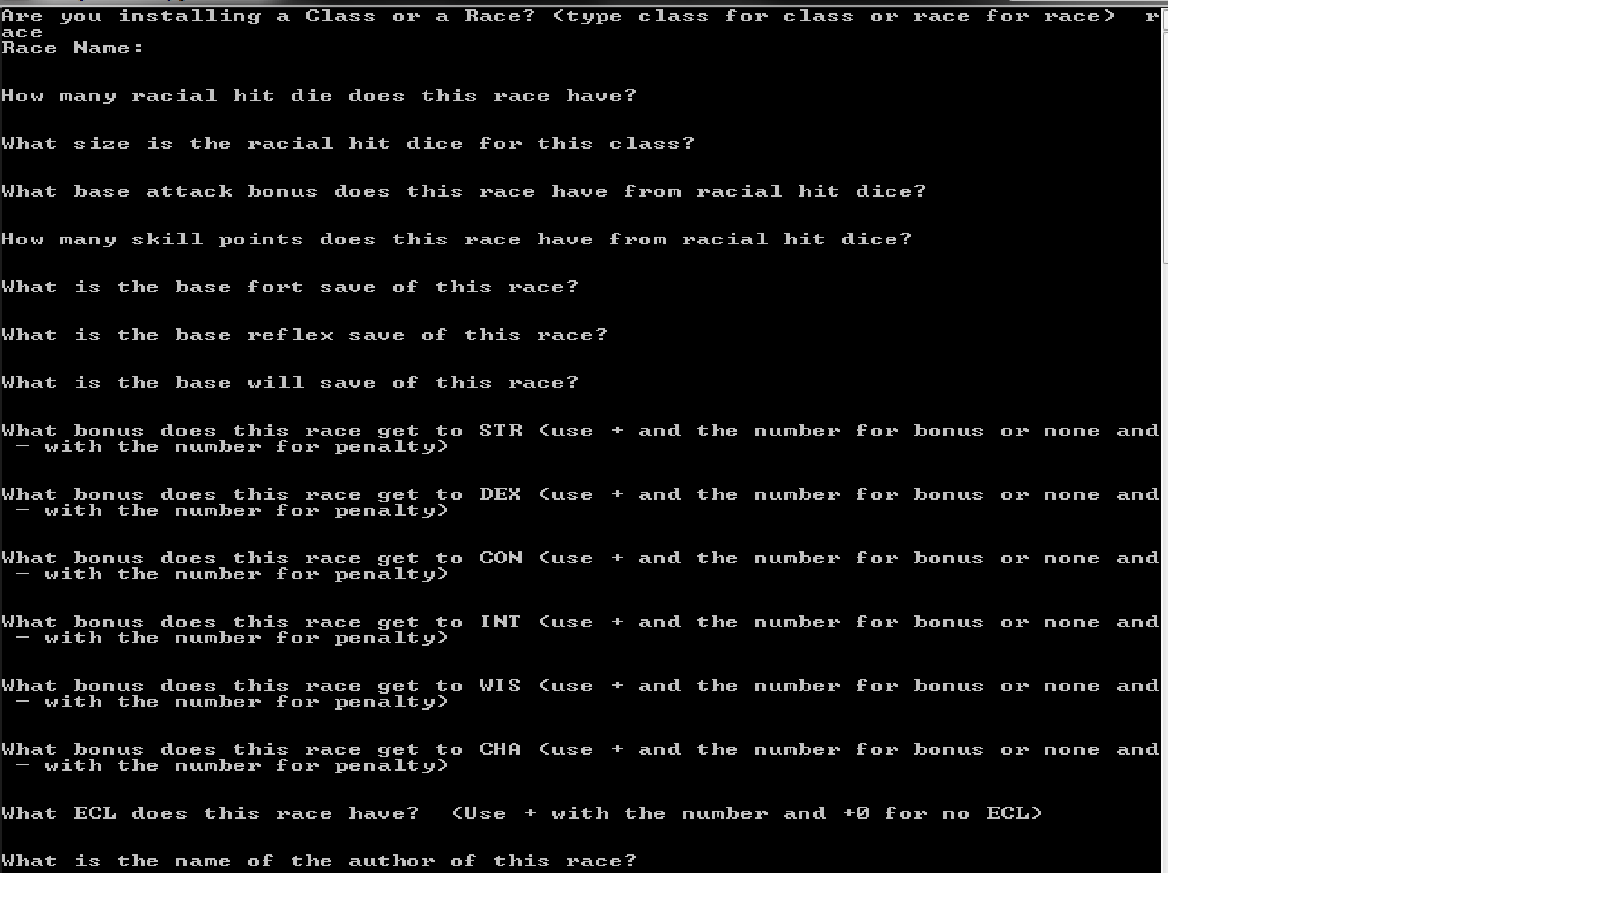 Are you installing a Class or a Race? (type class for class or race for race)  r
ace
Race Name:
How many racial hit die does this race have?
What size is the racial hit dice for this class?
What base attack bonus does this race have from racial hit dice?
How many skill points does this race have from racial hit dice?
What is the base fort save of this race?
What is the base reflex save of this race?
What is the base will save of this race?
What bonus does this race get to STR (use + and the number for bonus or none and
 - with the number for penalty)
What bonus does this race get to DEX (use + and the number for bonus or none and
 - with the number for penalty)
What bonus does this race get to CON (use + and the number for bonus or none and
 - with the number for penalty)
What bonus does this race get to INT (use + and the number for bonus or none and
 - with the number for penalty)
What bonus does this race get to WIS (use + and the number for bonus or none and
 - with the number for penalty)
What bonus does this race get to CHA (use + and the number for bonus or none and
 - with the number for penalty)
What ECL does this race have?  (Use + with the number and +0 for no ECL)
What is the name of the author of this race?